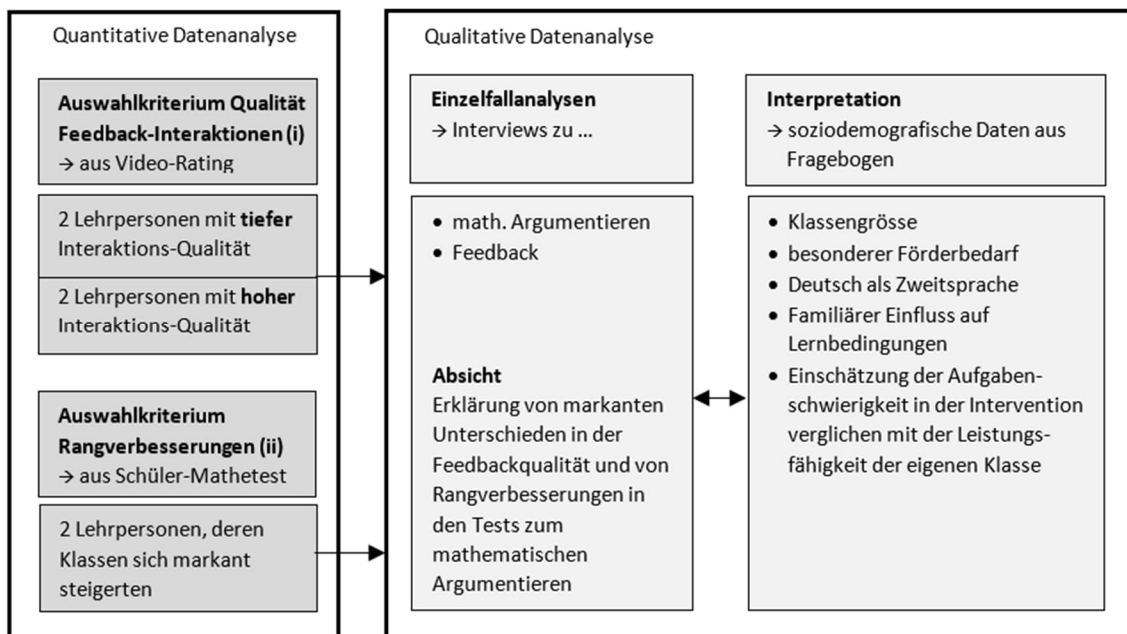 Quantitative Datenanalyse
Auswahlkriterium Qualität
Feedback-Interaktionen (i)
→ aus Video-Rating
2 Lehrpersonen mit tiefer
Interaktions-Qualität
2 Lehrpersonen mit hoher
Interaktions-Qualität
Auswahlkriterium
Rangverbesserungen (ii)
→ aus Schüler-Mathetest
2 Lehrpersonen, deren
Klassen sich markant
steigerten
Qualitative Datenanalyse
Einzelfallanalysen
→ Interviews zu ...
• math. Argumentieren
• Feedback
Absicht
Erklärung von markanten
Unterschieden in der
Feedbackqualität und von
Rangverbesserungen in
den Tests zum
mathematischen
Argumentieren
Interpretation
→ soziodemografische Daten aus
Fragebogen
• Klassengrösse
• besonderer Förderbedarf
• Deutsch als Zweitsprache
• Familiärer Einfluss auf
Lernbedingungen
• Einschätzung der Aufgaben-
schwierigkeit in der Intervention
verglichen mit der Leistungs-
fähigkeit der eigenen Klasse